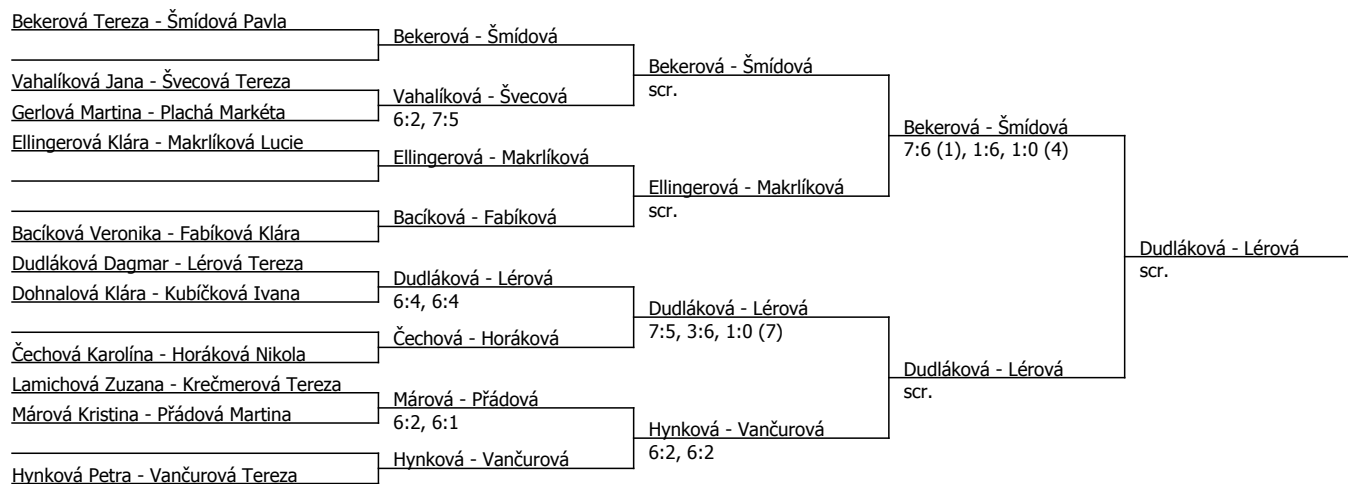 Bekerová Tereza - Šmídová Pavla
Vahalíková Jana - Švecová Tereza
Gerlová Martina - Plachá Markéta
Ellingerová Klára - Makrlíková Lucie
Bacíková Veronika - Fabíková Klára
Dudláková Dagmar - Lérová Tereza
Dohnalová Klára - Kubíčková Ivana
Čechová Karolína - Horáková Nikola
Lamichová Zuzana - Krečmerová Tereza
Márová Kristina - Přádová Martina
Hynková Petra - Vančurová Tereza
Bekerová - Šmídová
Vahalíková - Švecová
6:2, 7:5
Ellingerová - Makrlíková
Bacíková - Fabíková
Dudláková - Lérová
6:4, 6:4
Čechová - Horáková
Márová - Přádová
6:2, 6:1
Hynková - Vančurová
Bekerová - Šmídová
scr.
Ellingerová - Makrlíková
scr.
Dudláková - Lérová
7:5, 3:6, 1:0 (7)
Hynková - Vančurová
6:2, 6:2
Bekerová - Šmídová
7:6 (1), 1:6, 1:0 (4)
Dudláková - Lérová
scr.
Dudláková - Lérová
scr.